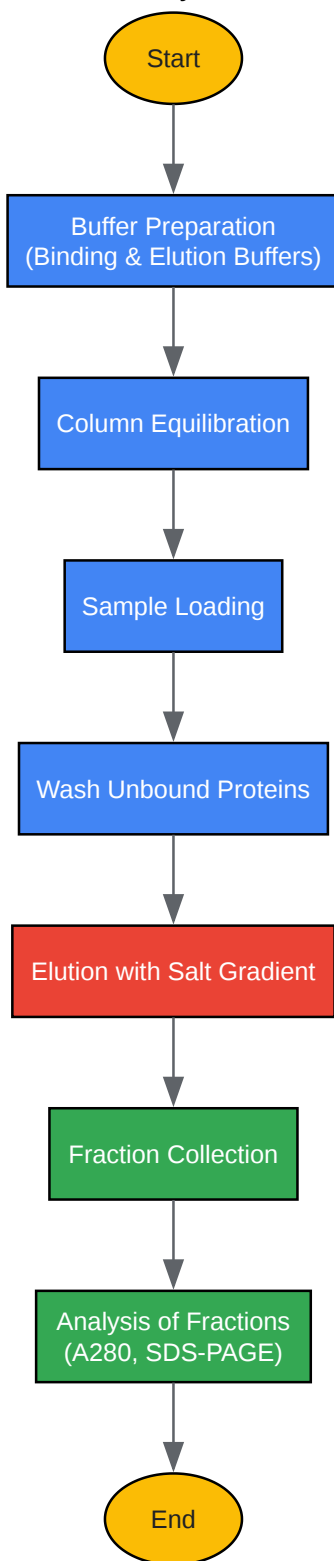 Start
Buffer Preparation
(Binding & Elution Buffers)
Column Equilibration
Sample Loading
Wash Unbound Proteins
Elution with Salt Gradient
Fraction Collection
Analysis of Fractions
(A280, SDS-PAGE)
End